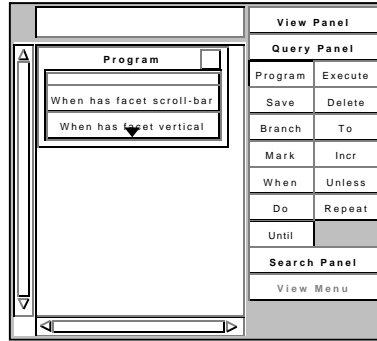 View Panel
Query Panel
Program
Program Execute
When has facet scroll-bar
Save Delete
When has facet vertical
Branch To
Mark Incr
When Unless
Do Repeat
Until
Search Panel
View Menu